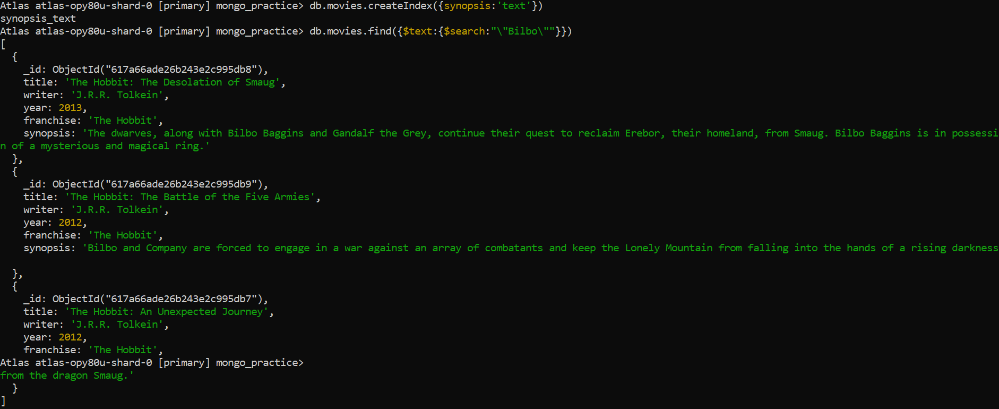 Atlas atlas-opy80u-shard-0 [primary] mongo_practice> db.movies.createIndex({synopsis:'text'})
synopsis_text
Atlas atlas-opy80u-shard-0 [primary] mongo_practice> db.movies.find({$text:{$search:"\"Bilbo\""}})
[
  {
    _id: ObjectId("617a66ade26b243e2c995db8"),
    title: 'The Hobbit: The Desolation of Smaug',
    writer: 'J.R.R. Tolkein',
    year: 2013,
    franchise: 'The Hobbit',
    synopsis: 'The dwarves, along with Bilbo Baggins and Gandalf the Grey, continue their quest to reclaim Erebor, their homeland, from Smaug. Bilbo Baggins is in possessi
n of a mysterious and magical ring.'
  },
  {
    _id: ObjectId("617a66ade26b243e2c995db9"),
    title: 'The Hobbit: The Battle of the Five Armies',
    writer: 'J.R.R. Tolkein',
    year: 2012,
    franchise: 'The Hobbit',
    synopsis: 'Bilbo and Company are forced to engage in a war against an array of combatants and keep the Lonely Mountain from falling into the hands of a rising darkness
  },
  {
    _id: ObjectId("617a66ade26b243e2c995db7"),
    title: 'The Hobbit: An Unexpected Journey',
    writer: 'J.R.R. Tolkein',
    year: 2012,
    franchise: 'The Hobbit',
Atlas atlas-opy80u-shard-0 [primary] mongo_practice>
from the dragon Smaug.'
  }
]